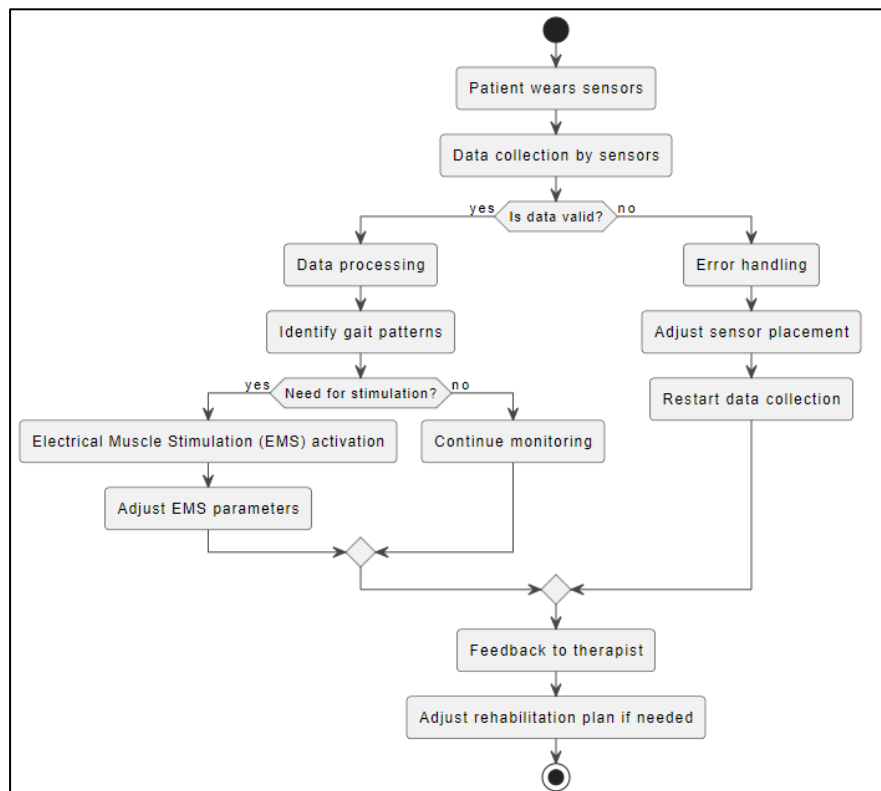 Patient wears sensors
Data collection by sensors
yes
Is data valid?
no
Data processing
Error handling
Identify gait patterns
Adjust sensor placement
yes
Need for stimulation?
no
Restart data collection
Electrical Muscle Stimulation (EMS) activation
Continue monitoring
Adjust EMS parameters
Feedback to therapist
Adjust rehabilitation plan if needed